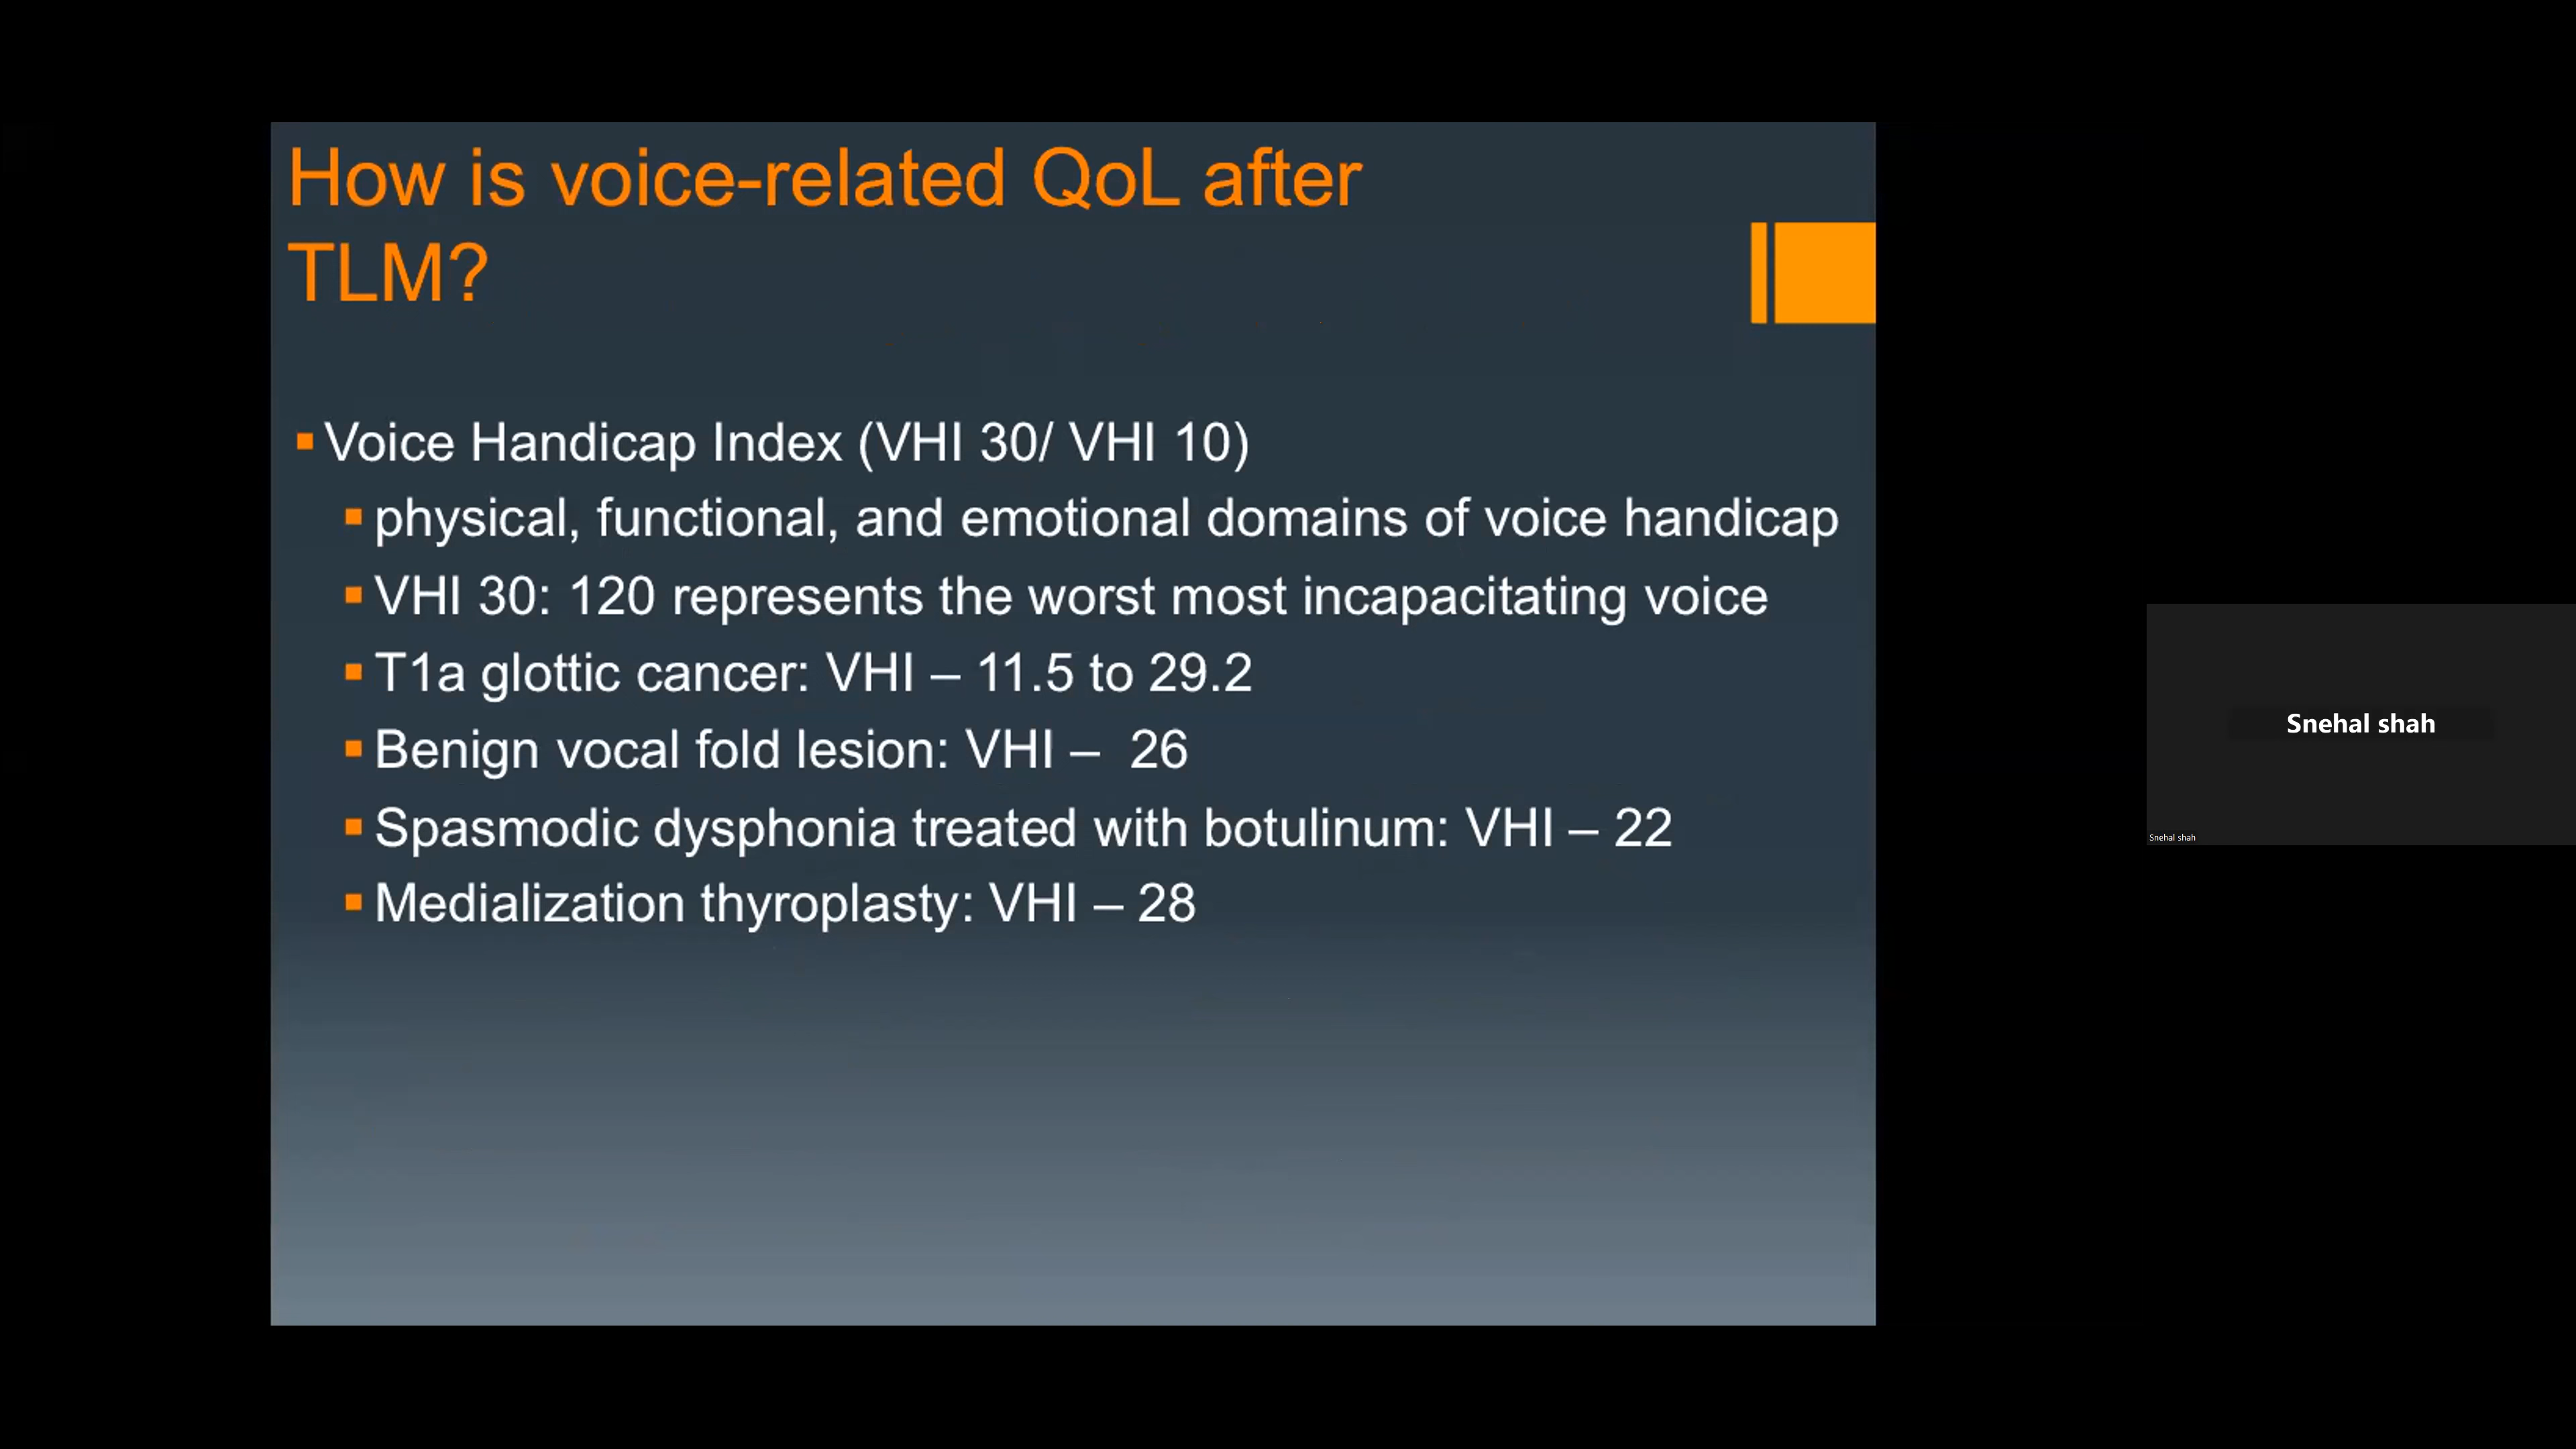 How is voice-related QoL after
TLM?
Voice Handicap Index (VHI 30/ VHI 10)
physical, functional, and emotional domains of voice handicap
VHI 30: 120 represents the worst most incapacitating voice
T1a glottic cancer: VHI – 11.5 to 29.2
Benign vocal fold lesion: VHI – 26
Spasmodic dysphonia treated with botulinum: VHI – 22
Medialization thyroplasty: VHI – 28
Snehal shah
Snehal shah